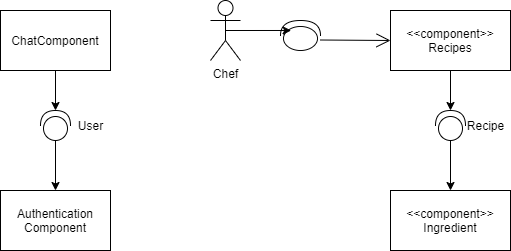 ChatComponent
<<component>>
Recipes
Chef
User
Recipe
Authentication
Component
<<component>>
Ingredient